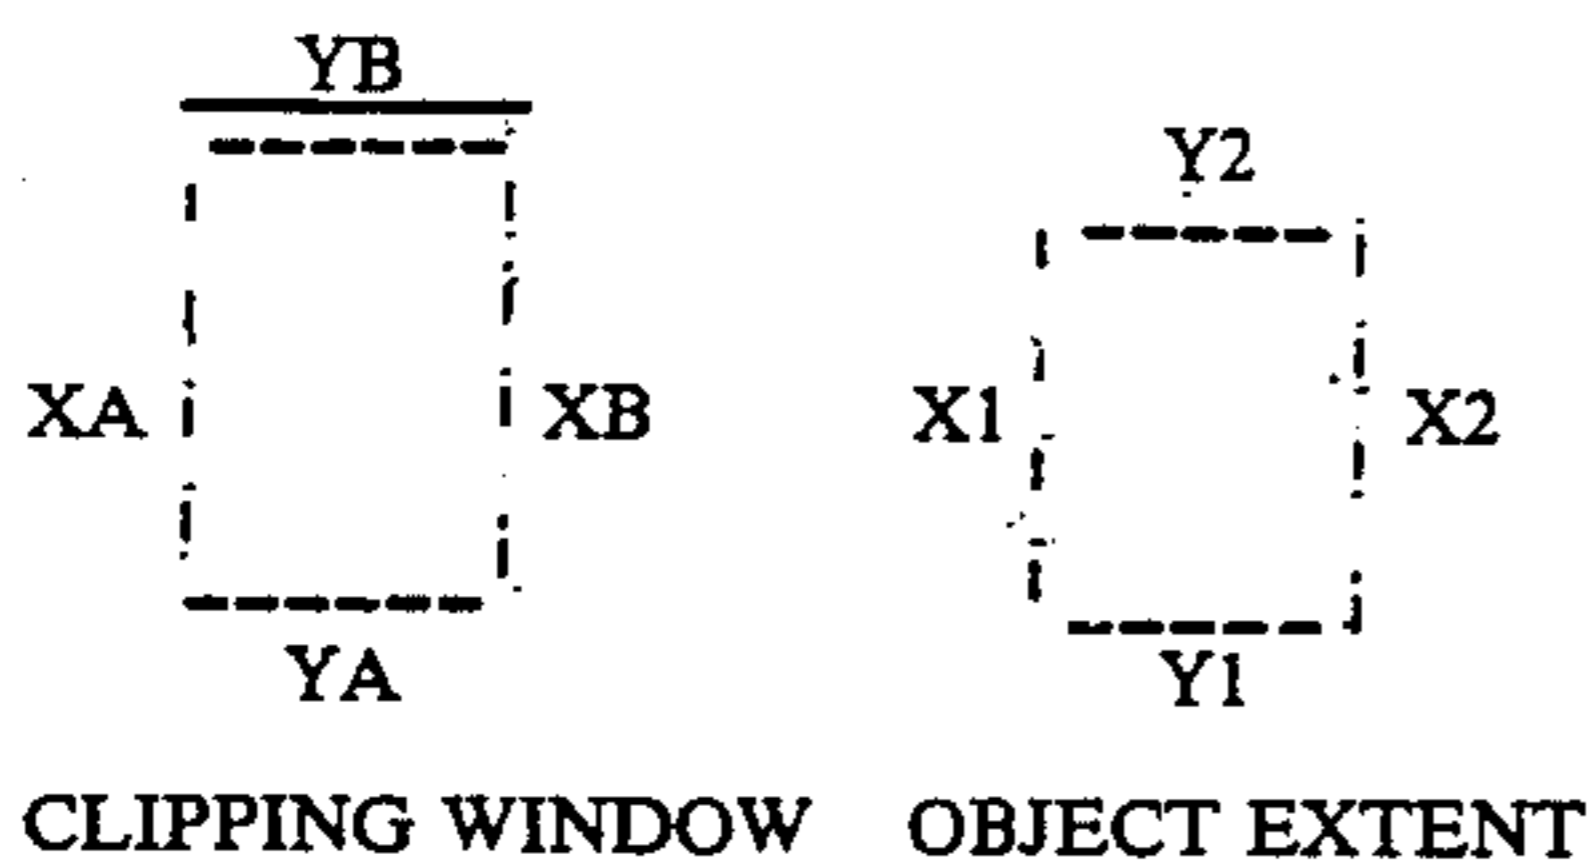 YB
Y2
XA XB X1 X2
YA Y1
CLIPPING WINDOW OBJECT EXTENT